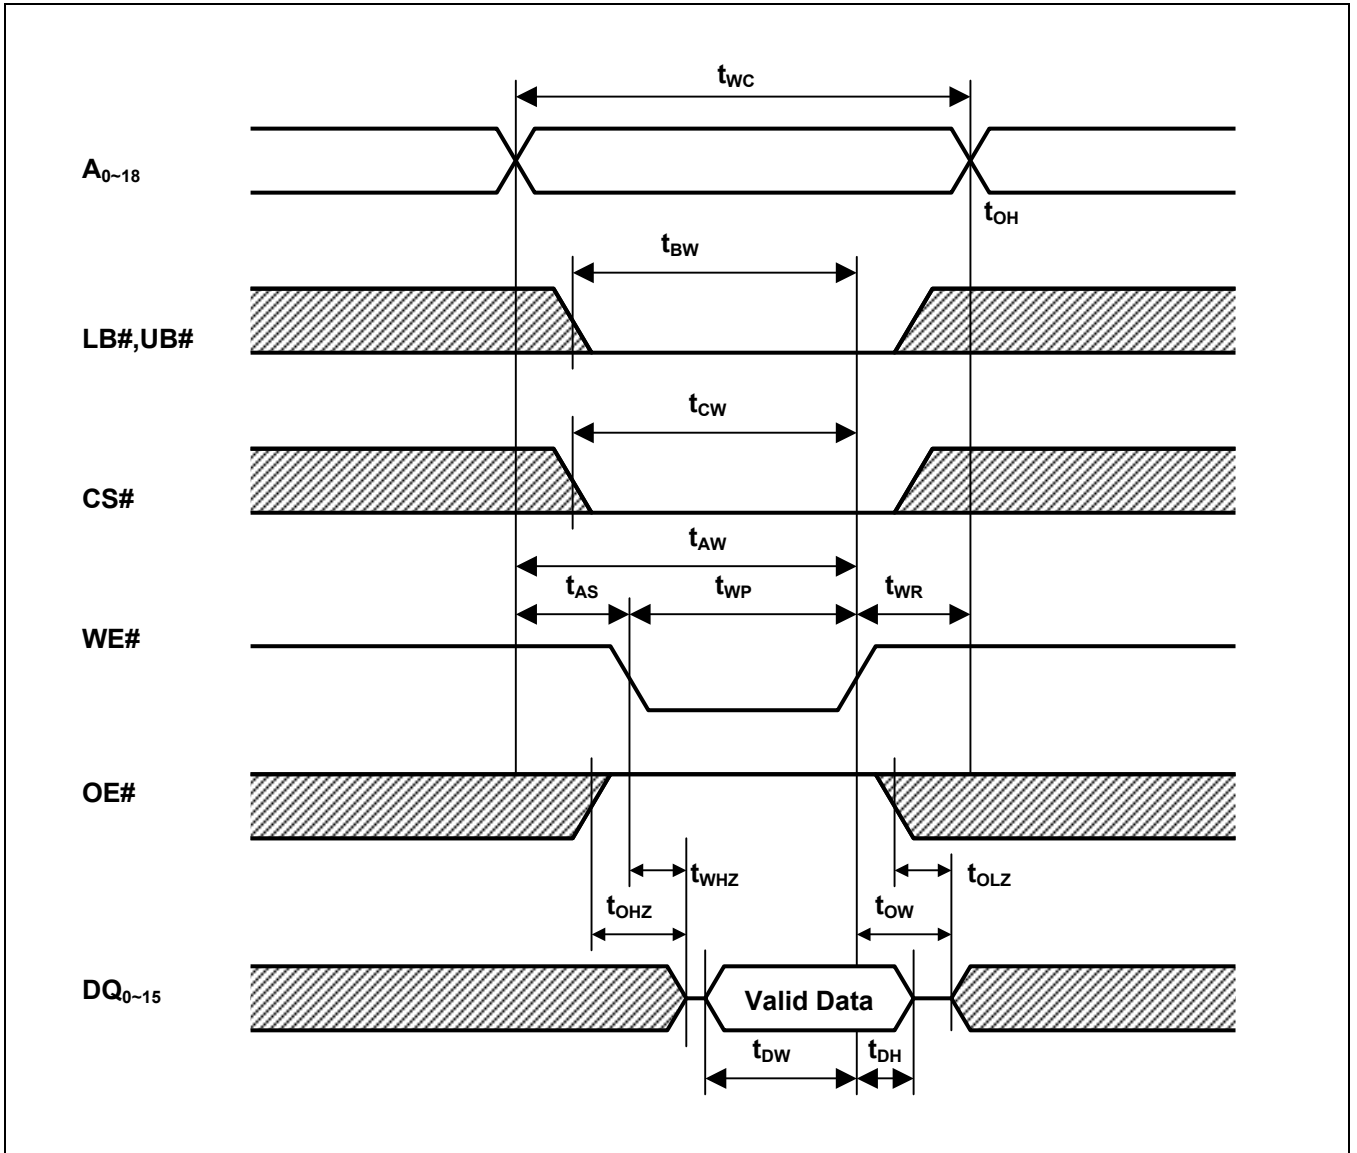 tWC
A0~18
tOH
tBW
LB#,UB#
tCW
CS#
tAW
tAS tWP tWR
WE#
OE#
tWHZ tOLZ
tOHZ tOW
DQ0~15 Valid Data
tDW tDH